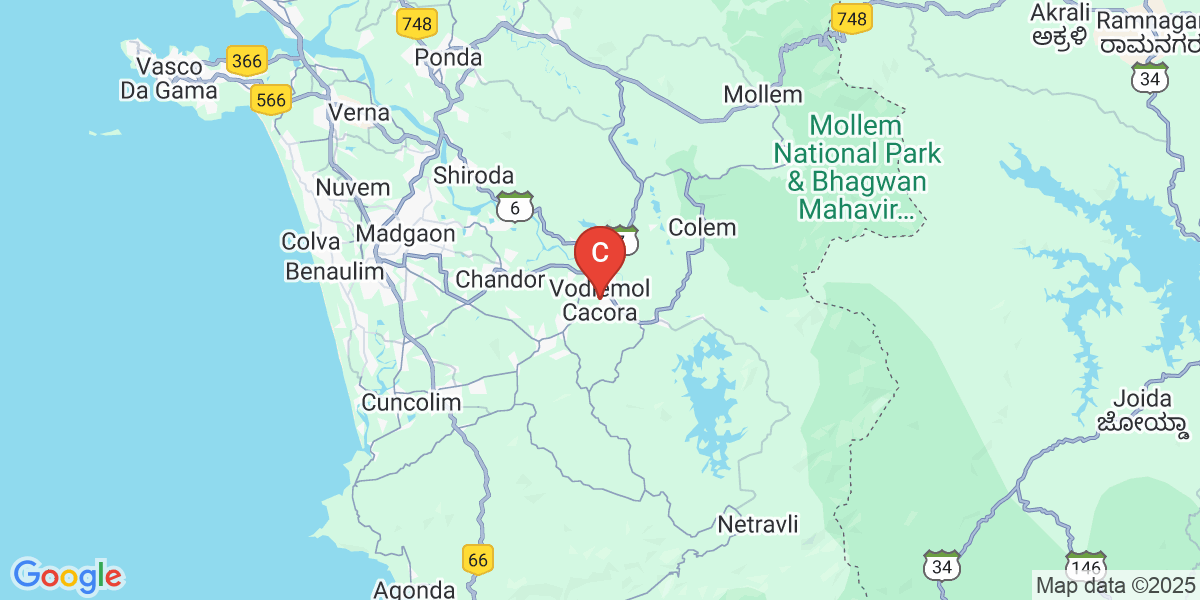 748
748
Akrali
ಅಕ್ರಳಿ
Ramnagar
ರಾಮನಗರ
34
366
Ponda
Vasco
Da Gama
566
Verna
Mollem
Mollem
National Park
& Bhagwan
Mahavir...
Shiroda
Nuvem
6
Colva
Madgaon
Colem
C
Benaulim
Chandor
Vodlemol
Cacora
Cuncolim
Joida
ಜೋಯ್ಡಾ
Netravli
66
34
146
Agonda
Google
Map data ©2025